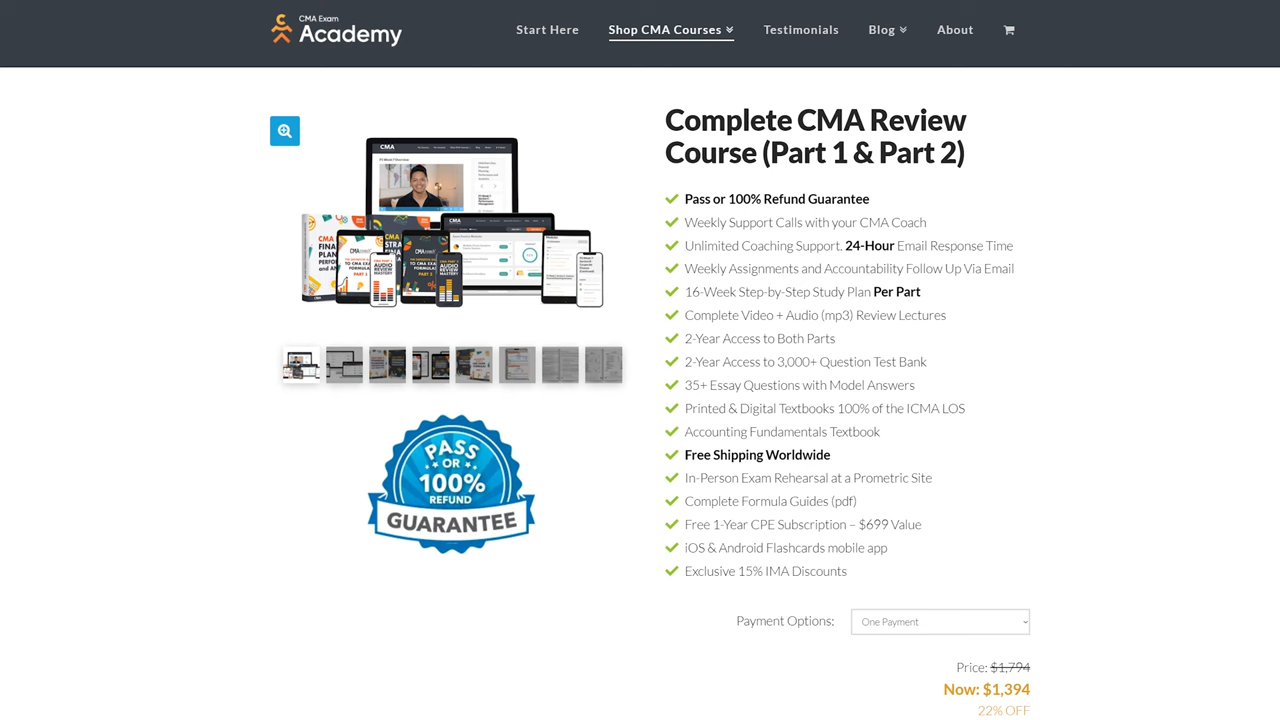 CMA Exam
Academy
Start Here
Shop CMA Courses
Testimonials
Blog
About
Complete CMA Review
Course (Part 1 & Part 2)
Pass or 100% Refund Guarantee
Weekly Support Calls with your CMA Coach
Unlimited Coaching Support. 24-Hour Email Response Time
Weekly Assignments and Accountability Follow Up Via Email
16-Week Step-by-Step Study Plan Per Part
Complete Video + Audio (mp3) Review Lectures
2-Year Access to Both Parts
2-Year Access to 3,000+ Question Test Bank
35+ Essay Questions with Model Answers
Printed & Digital Textbooks 100% of the ICMA LOS
Accounting Fundamentals Textbook
Free Shipping Worldwide
In-Person Exam Rehearsal at a Prometric Site
Complete Formula Guides (pdf)
Free 1-Year CPE Subscription – $699 Value
iOS & Android Flashcards mobile app
Exclusive 15% IMA Discounts
PASS
OR
100%
REFUND
GUARANTEE
Payment Options:
One Payment
Price: $1,794
Now: $1,394
22% OFF